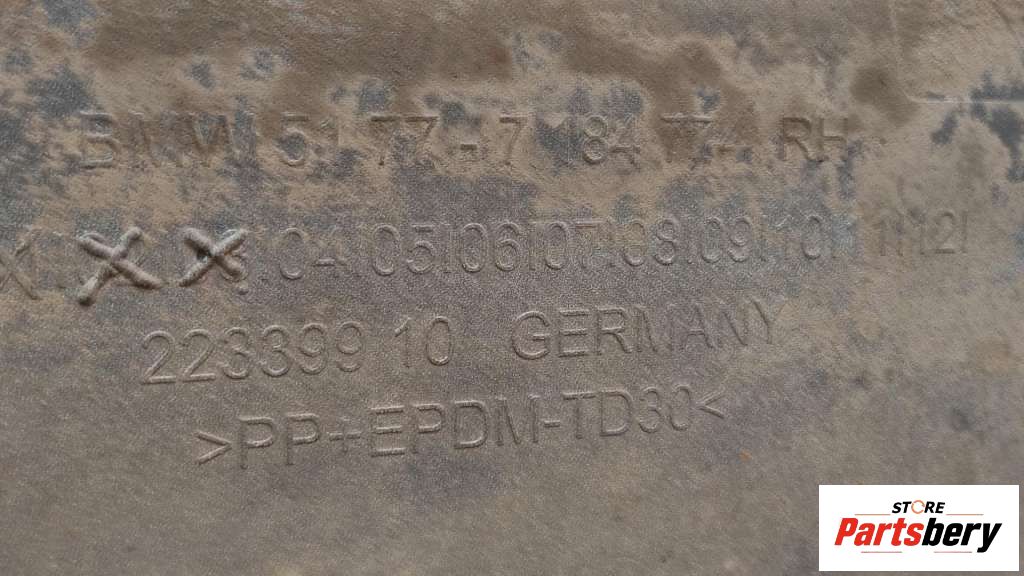 BMW 51 77-7 184 774 RH
X X X .04|05|06|07|08|09|10|11|12|
223399 10 GERMANY
>PP+EPDM-TD30<
STORE
Partsbery